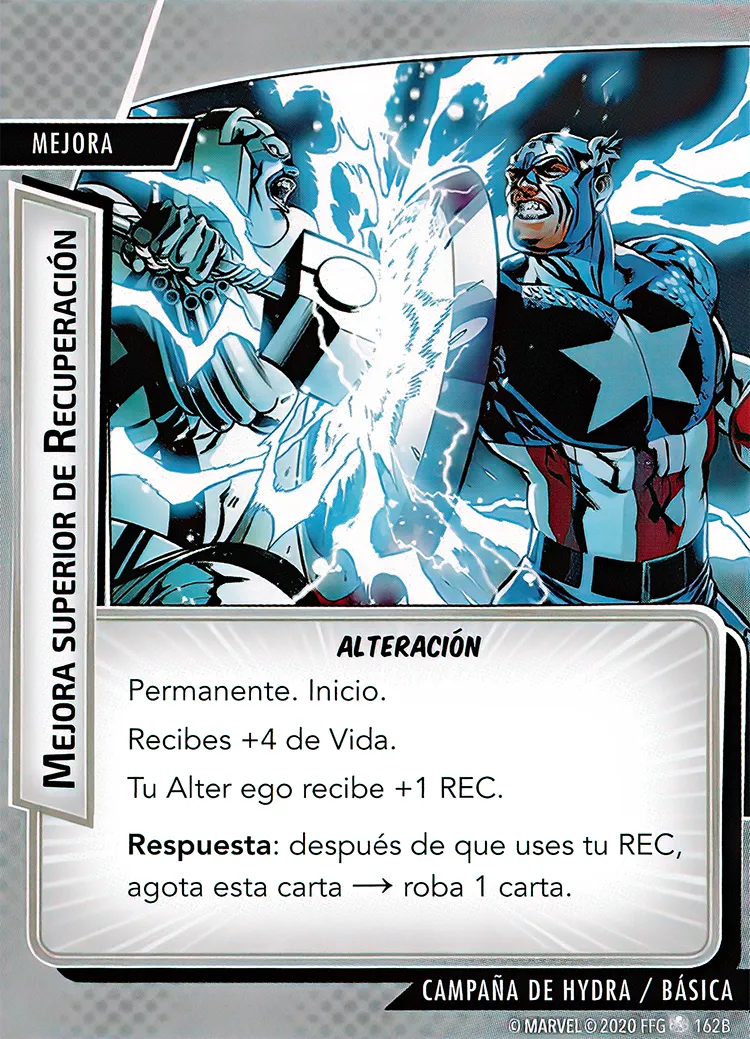 MEJORA
MEJORA SUPERIOR DE RECUPERACIÓN
ALTERACIÓN
Permanente. Inicio.
Recibes +4 de Vida.
Tu Alter ego recibe +1 REC.
Respuesta: después de que uses tu REC,
agota esta carta → roba 1 carta.
CAMPAÑA DE HYDRA / BÁSICA
© MARVEL © 2020 FFG 162B